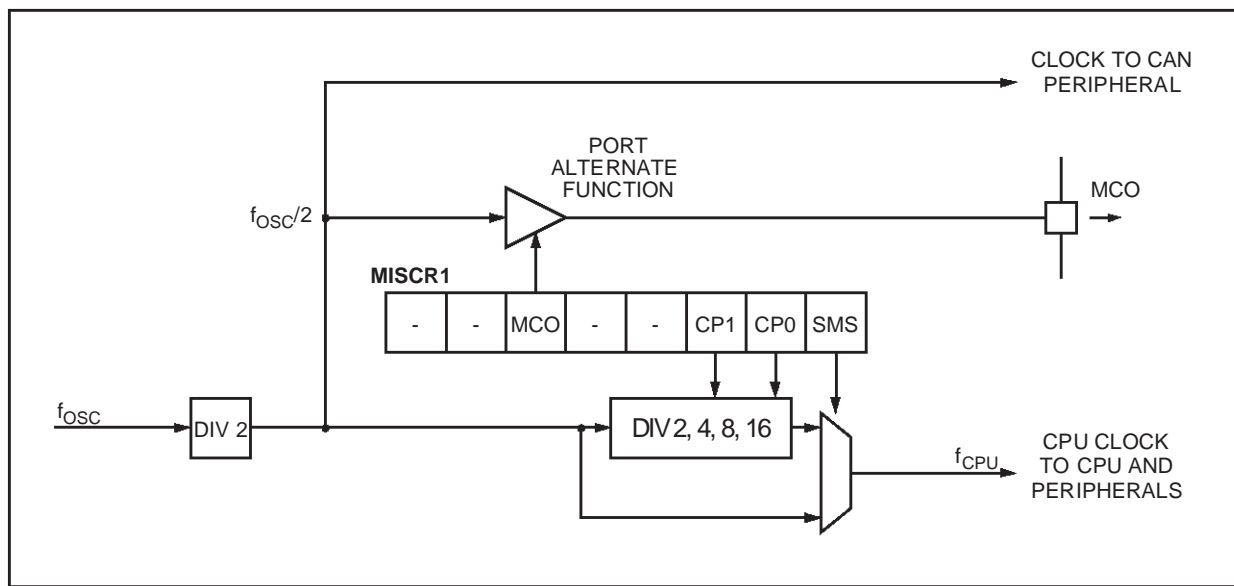 CLOCK TO CAN
PERIPHERAL
PORT
ALTERNATE
FUNCTION
MCO
fOSC/2
MISCR1
- - MCO - - CP1 CP0 SMS
fOSC
DIV 2
DIV 2, 4, 8, 16
fCPU
CPU CLOCK
TO CPU AND
PERIPHERALS